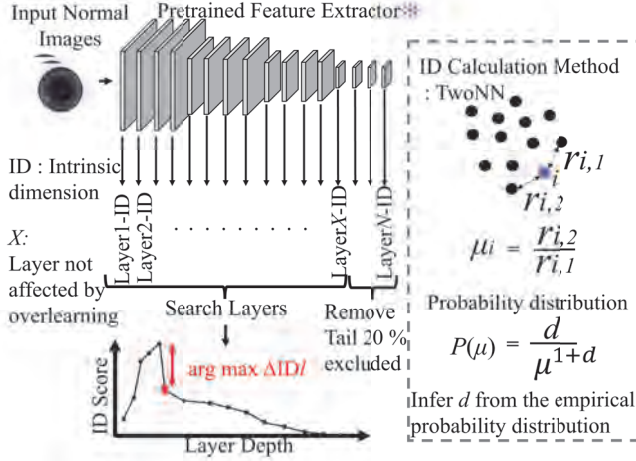 Input Normal
Images
Pretrained Feature Extractor
ID : Intrinsic
dimension
X:
Layer not
affected by
overlearning
Layer1-ID
Layer2-ID
. . . . . . . . .
LayerX-ID
LayerN-ID
Search Layers
Remove
Tail 20 %
excluded
ID Score
arg max ΔIDl
Layer Depth
ID Calculation Method
: TwoNN
ri,1
i
ri,2
μi = ri,2 / ri,1
Probability distribution
P(μ) = d / μ^{1+d}
Infer d from the empirical
probability distribution